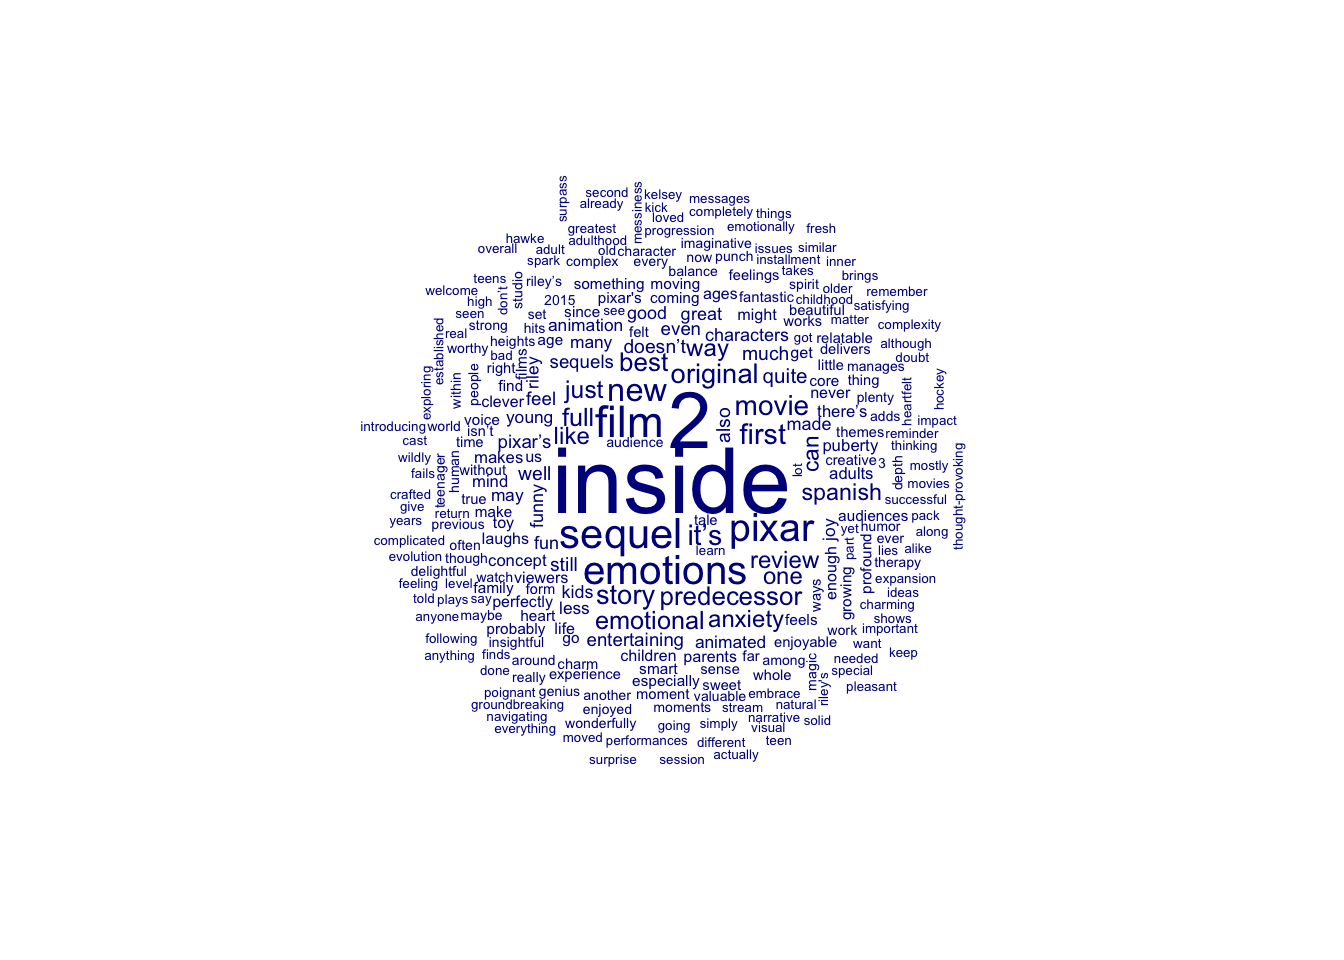 surpass
second
kelsey
messages
already
kick
messiness
loved
completely
things
greatest
progression
emotionally
fresh
hawke
adulthood
imaginative
issues
similar
overall
adult
old
character
now
punch
installment
inner
spark
complex
every
balance
feelings
takes
brings
teens
don't
studio
riley's
something
moving
spirit
older
remember
welcome
high
2015
pixar's
coming
ages
fantastic
childhood
satisfying
seen
set
since
see
good
great
might
beautiful
works
matter
complexity
established
real
strong
hits
animation
felt
even
characters
got
relatable
although
worthy
heights
age
many
doesn't
way
much
get
delivers
doubt
bad
right
films
riley
sequels
best
original
quite
core
little
manages
thing
exploring
within
people
find
clever
feel
just
new
never
plenty
heartfelt
hockey
introducing
world
voice
young
full
film
2
also
movie
made
there's
adds
impact
cast
time
isn't
pixar’s
like
audience
first
can
themes
reminder
puberty
thinking
wildly
teenager
human
without
makes
us
well
inside
lot
creative
3
adults
depth
mostly
fails
mind
movies
thought-provoking
crafted
true
may
funny
spanish
successful
give
return
make
years
previous
toy
tale
audiences
pack
complicated
often
laughs
fun
sequel
it’s
pixar
joy
yet
humor
along
ever
evolution
though
concept
still
learn
review
enough
part
profound
lies
alike
delightful
therapy
feeling
level
watch
viewers
emotions
one
expansion
family
form
kids
story
predecessor
ways
growing
ideas
told
plays
say
perfectly
less
charming
anyone
maybe
heart
emotional
anxiety
feels
shows
following
probably
life
go
entertaining
animated
enjoyable
work
important
insightful
want
anything
finds
around
charm
children
parents
far
among
magic
needed
keep
done
really
experience
smart
sense
whole
special
especially
sweet
riley’s
pleasant
poignant
genius
another
moment
valuable
embrace
groundbreaking
enjoyed
moments
stream
natural
navigating
wonderfully
going
simply
narrative
solid
everything
visual
moved
performances
different
teen
surprise
session
actually